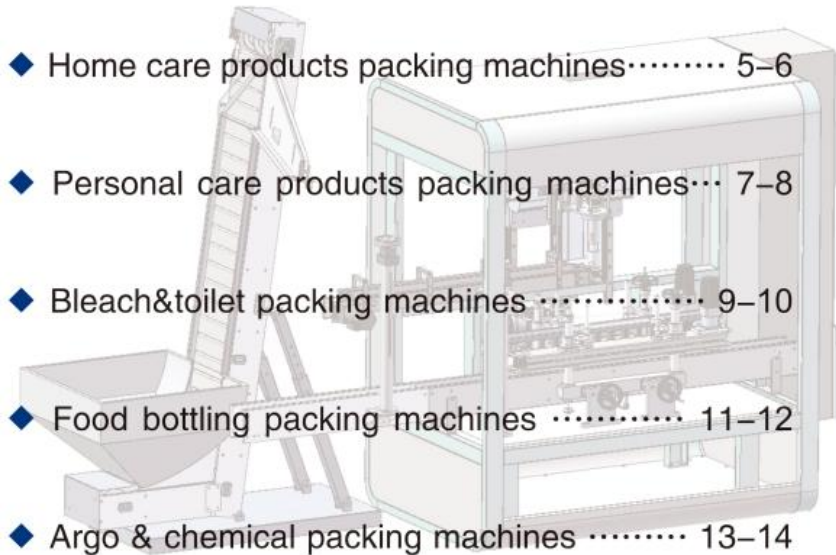 ◆ Home care products packing machines········· 5–6
◆ Personal care products packing machines··· 7–8
◆ Bleach&toilet packing machines ··············· 9–10
◆ Food bottling packing machines ············ 11–12
◆ Argo & chemical packing machines ········· 13–14